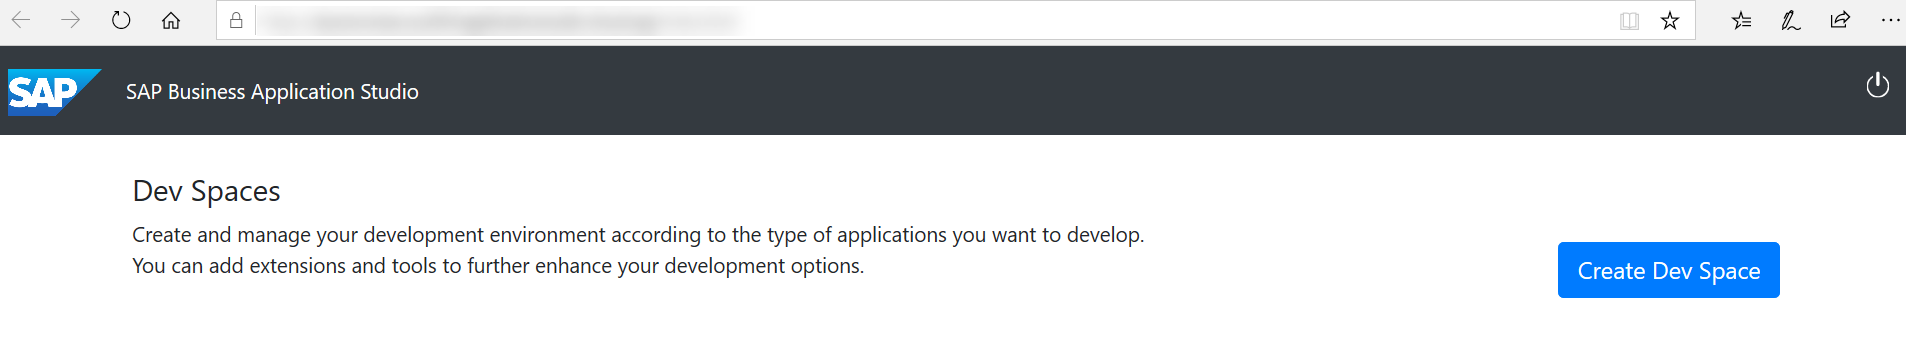 SAP
SAP Business Application Studio
Dev Spaces
Create and manage your development environment according to the type of applications you want to develop.
You can add extensions and tools to further enhance your development options.
Create Dev Space